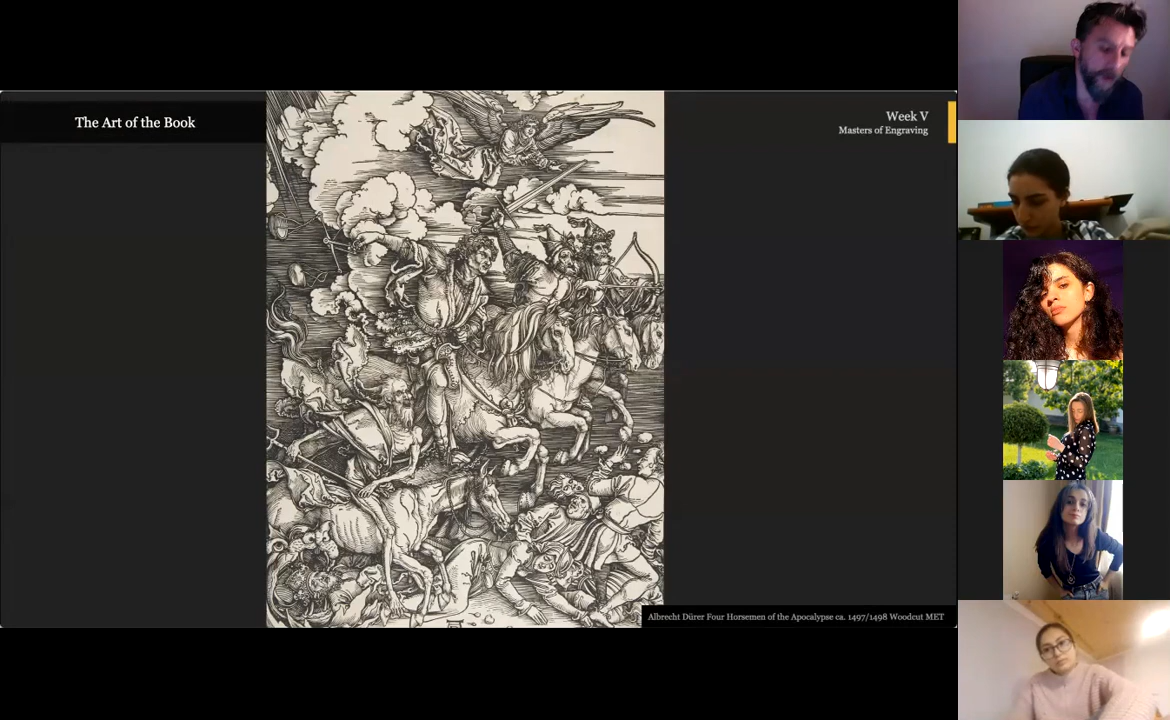 The Art of the Book
Week V
Masters of Engraving
Albrecht Dürer Four Horsemen of the Apocalypse ca. 1497/1498 Woodcut MET